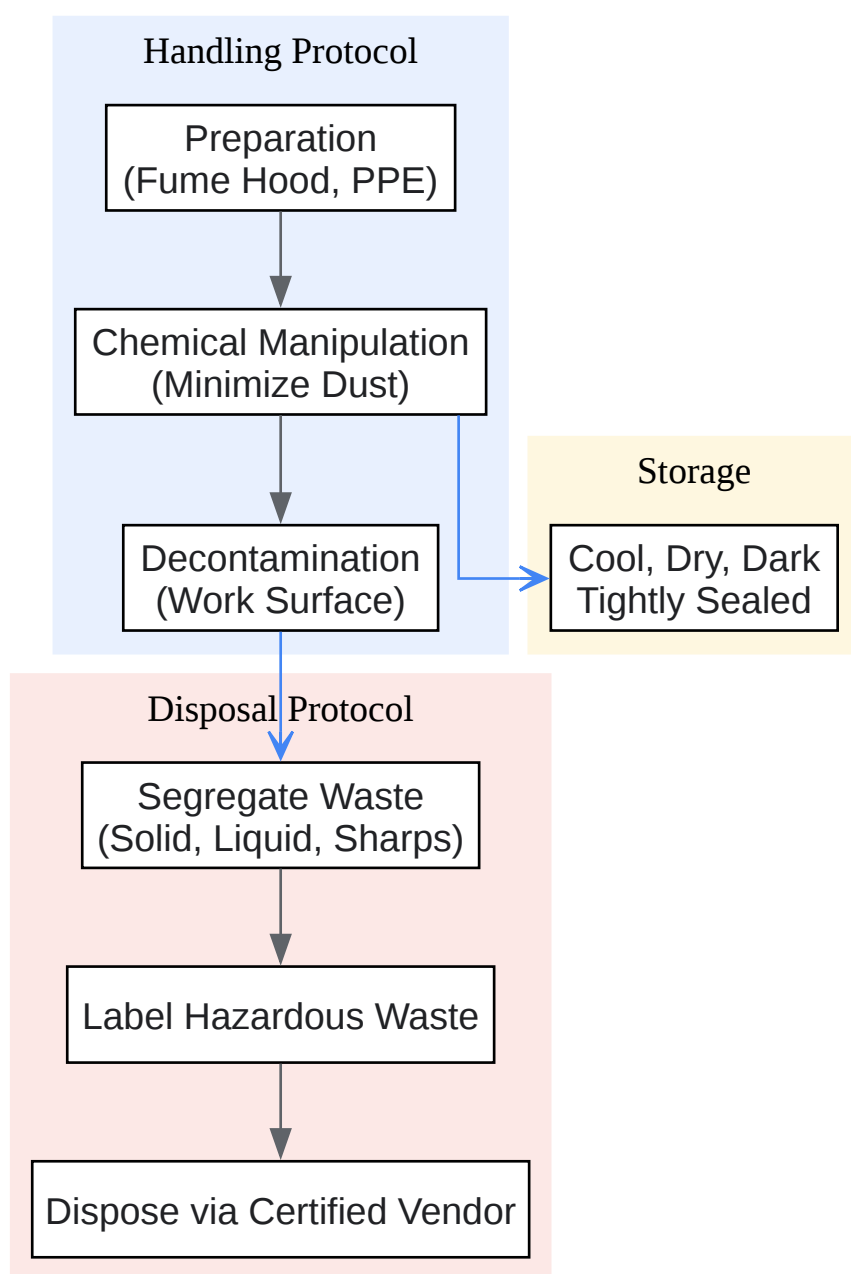 Handling Protocol
Preparation
(Fume Hood, PPE)
Chemical Manipulation
(Minimize Dust)
Decontamination
(Work Surface)
Storage
Cool, Dry, Dark
Tightly Sealed
Disposal Protocol
Segregate Waste
(Solid, Liquid, Sharps)
Label Hazardous Waste
Dispose via Certified Vendor